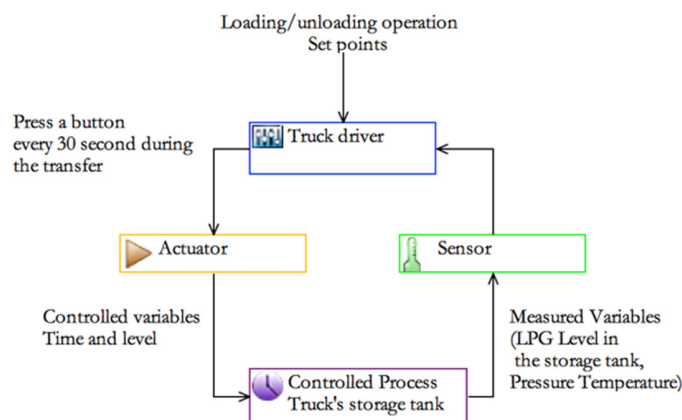 Loading/unloading operation
Set points
Press a button
every 30 second during
the transfer
Truck driver
Actuator
Sensor
Controlled variables
Time and level
Measured Variables
(LPG Level in
the storage tank,
Pressure Temperature)
Controlled Process
Truck's storage tank